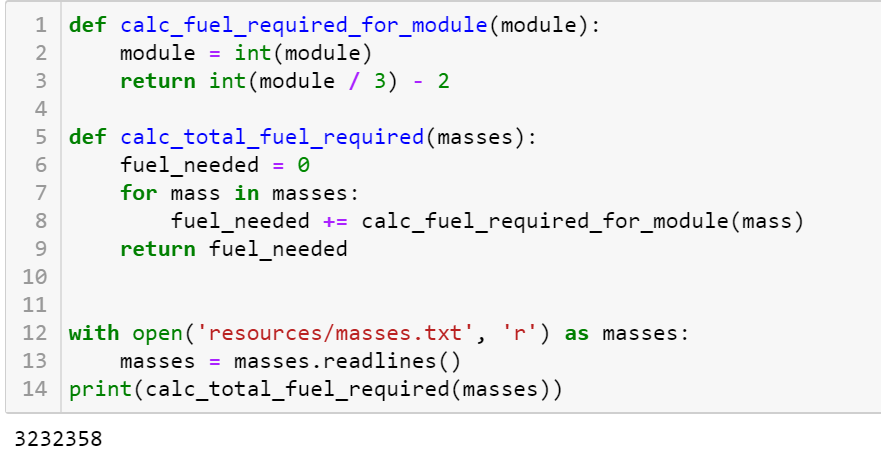 1 def calc_fuel_required_for_module(module):
2     module = int(module)
3     return int(module / 3) - 2
4
5 def calc_total_fuel_required(masses):
6     fuel_needed = 0
7     for mass in masses:
8         fuel_needed += calc_fuel_required_for_module(mass)
9     return fuel_needed
10
11
12 with open('resources/masses.txt', 'r') as masses:
13     masses = masses.readlines()
14 print(calc_total_fuel_required(masses))
3232358